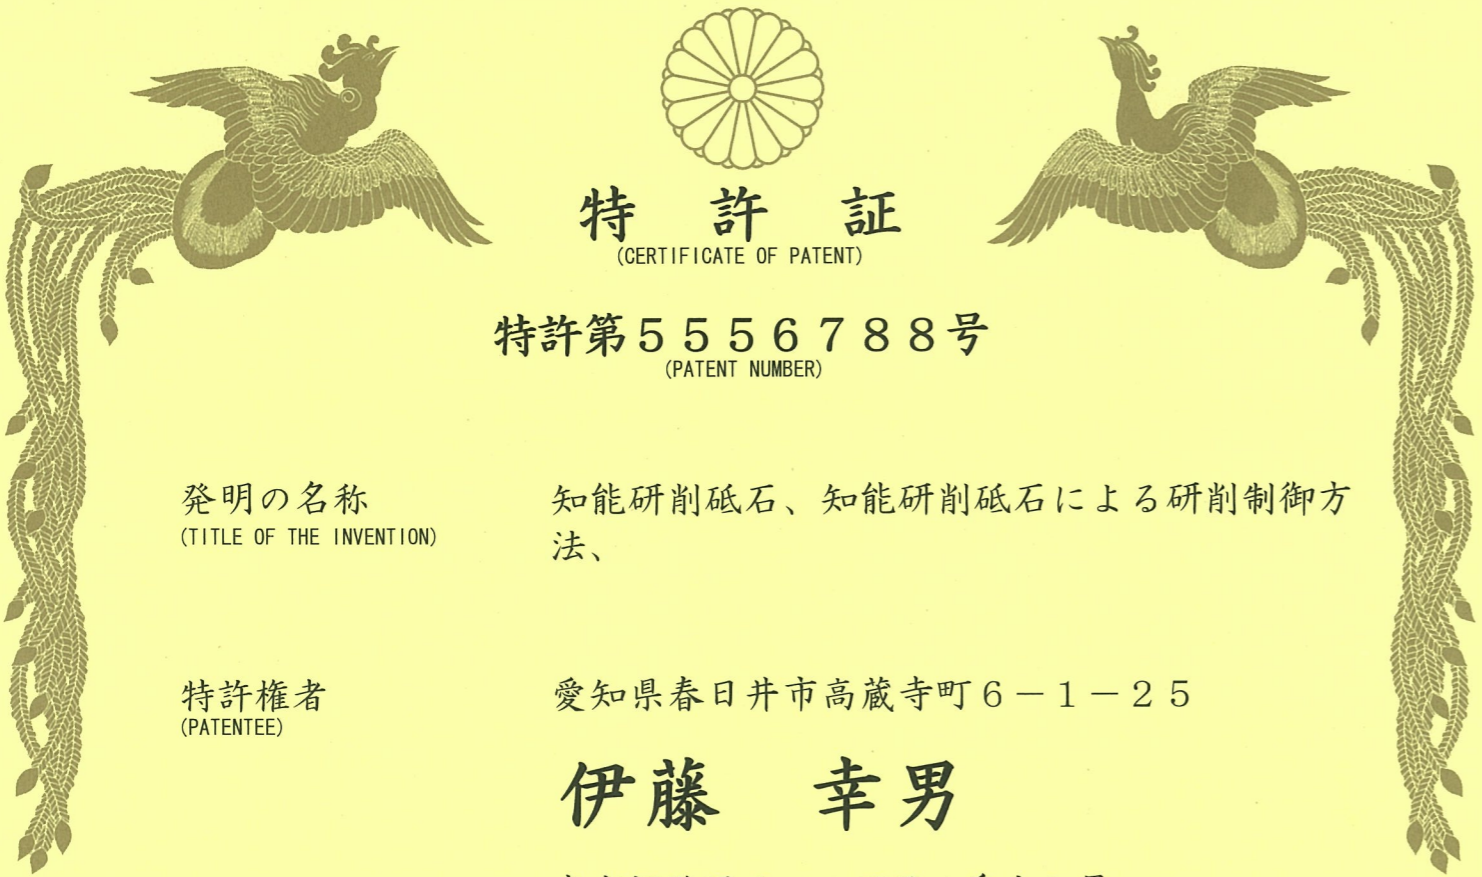 特 許 証
(CERTIFICATE OF PATENT)
特許第5556788号
(PATENT NUMBER)
発明の名称
(TITLE OF THE INVENTION)
知能研削砥石、知能研削砥石による研削制御方
法、
特許権者
(PATENTEE)
愛知県春日井市高蔵寺町6-1-25
伊藤 幸男